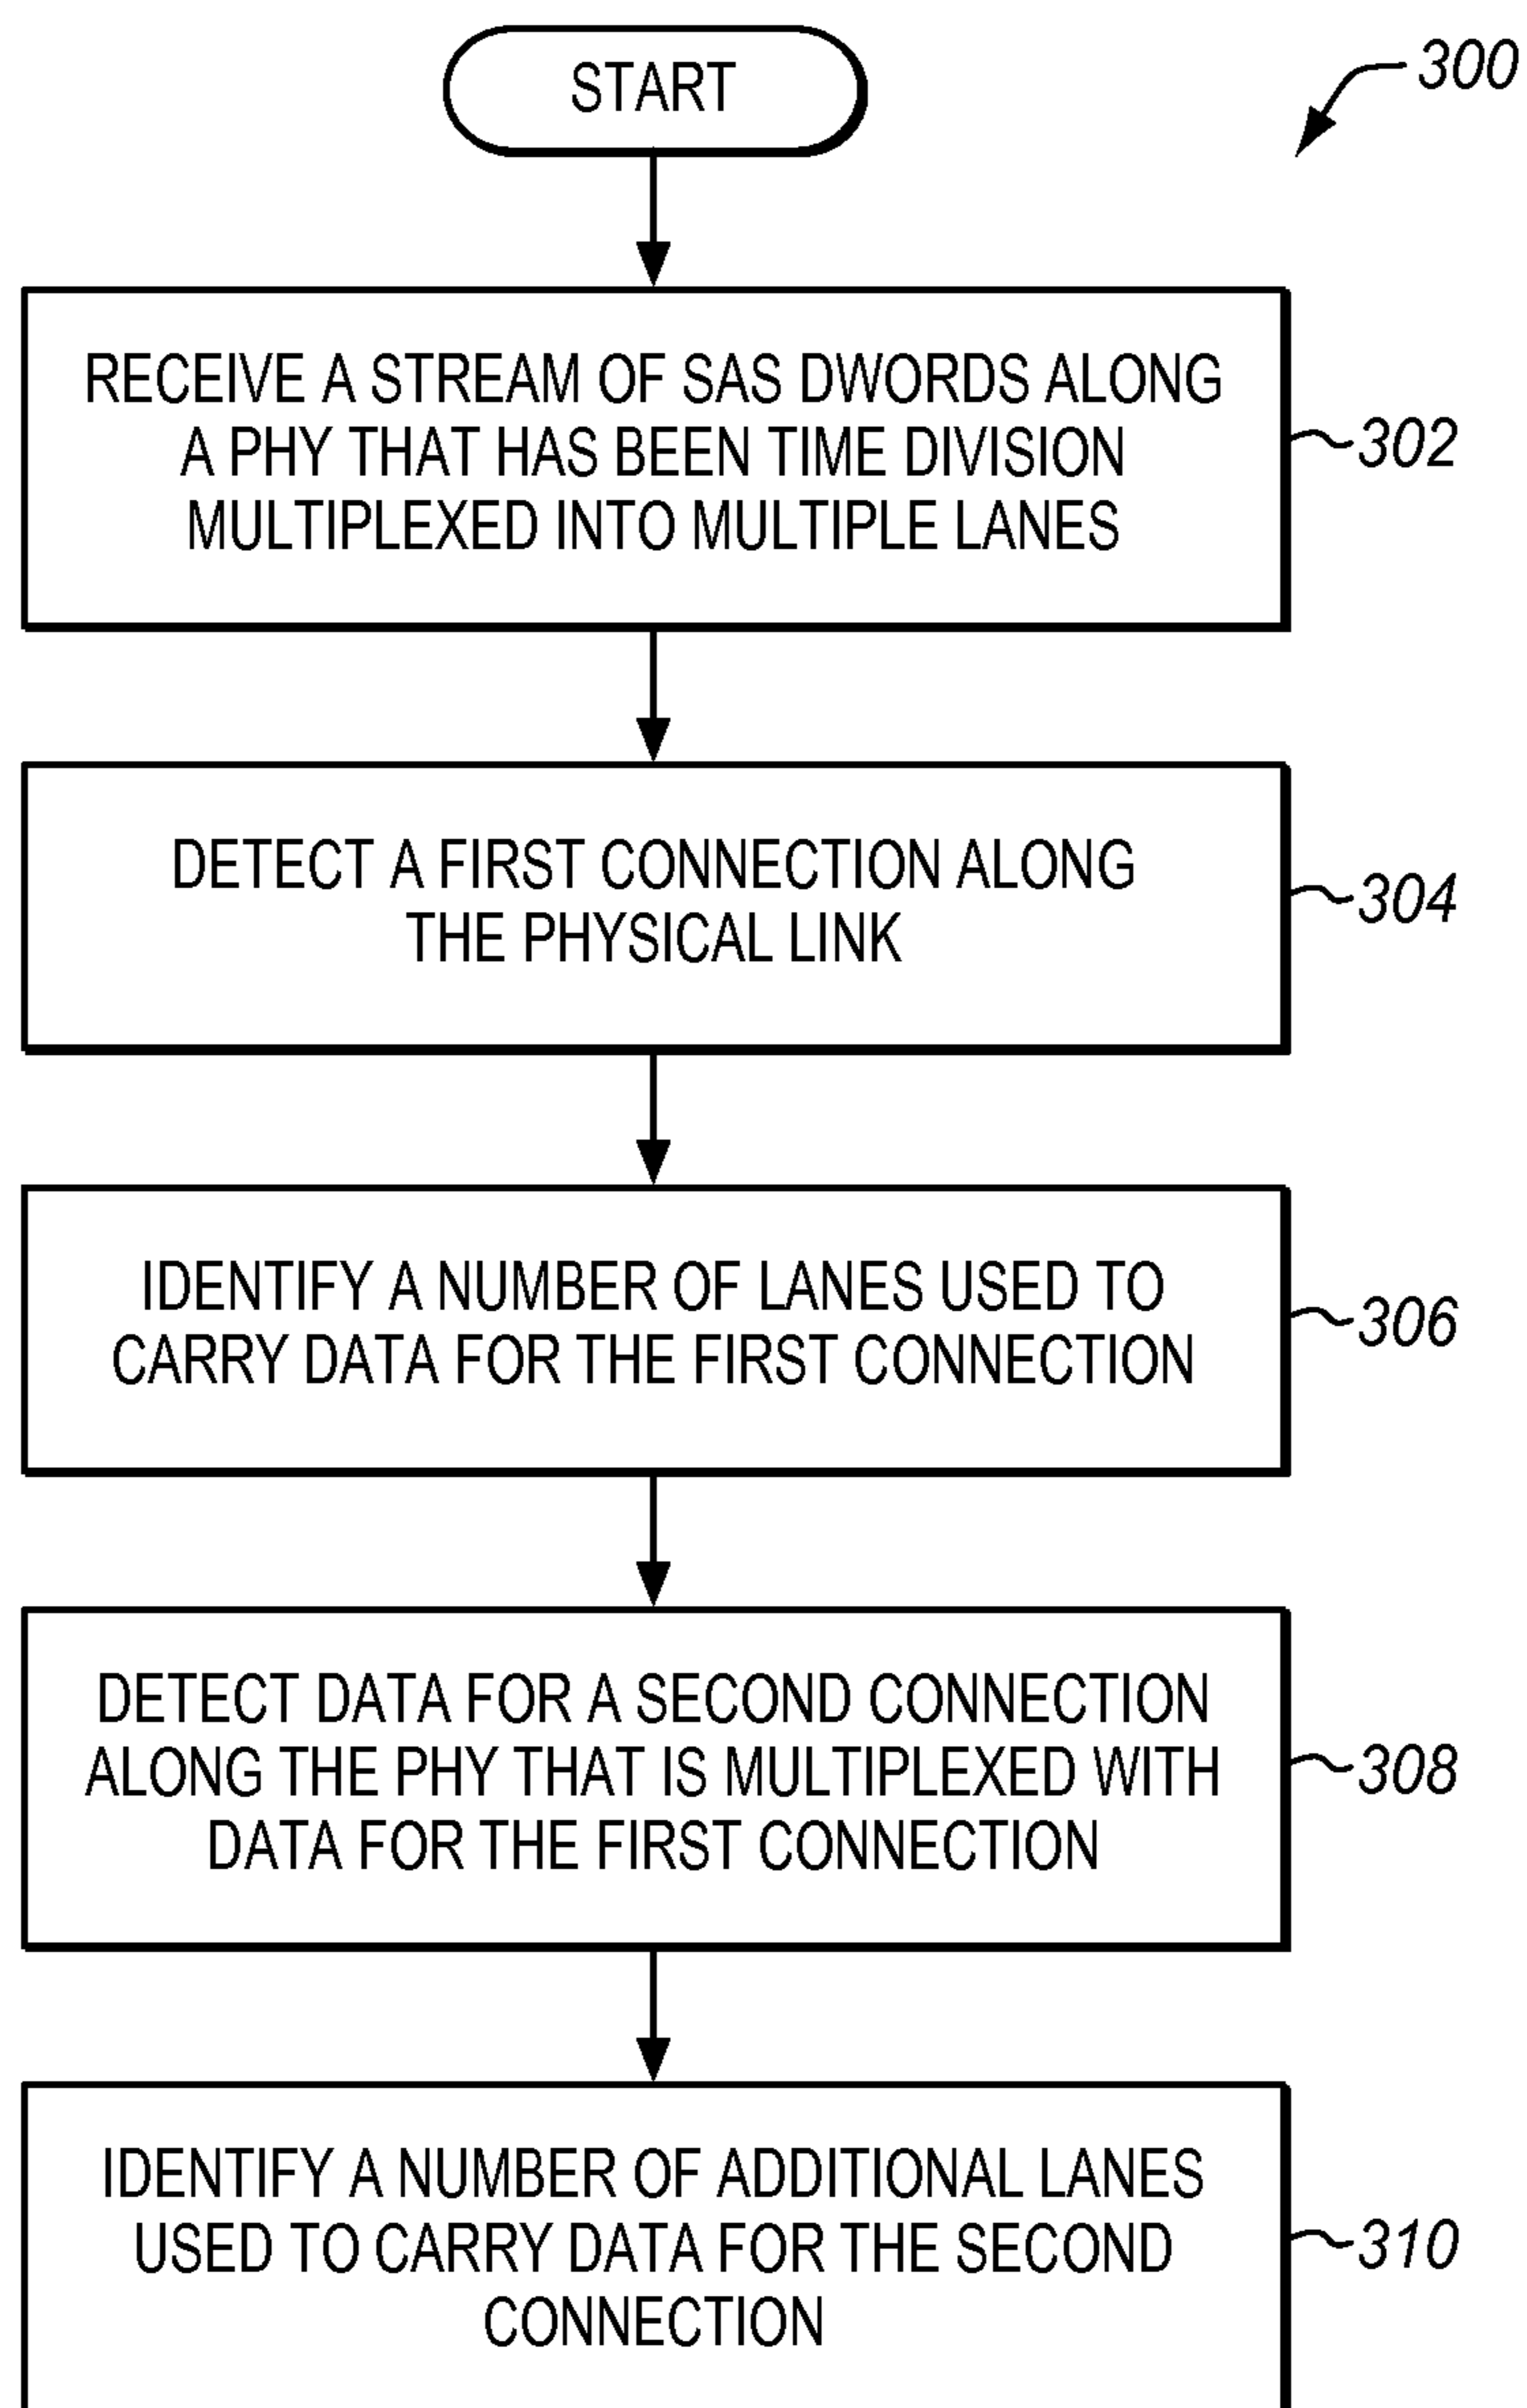 START
300
RECEIVE A STREAM OF SAS DWORDS ALONG
A PHY THAT HAS BEEN TIME DIVISION
MULTIPLEXED INTO MULTIPLE LANES
302
DETECT A FIRST CONNECTION ALONG
THE PHYSICAL LINK
304
IDENTIFY A NUMBER OF LANES USED TO
CARRY DATA FOR THE FIRST CONNECTION
306
DETECT DATA FOR A SECOND CONNECTION
ALONG THE PHY THAT IS MULTIPLEXED WITH
DATA FOR THE FIRST CONNECTION
308
IDENTIFY A NUMBER OF ADDITIONAL LANES
USED TO CARRY DATA FOR THE SECOND
CONNECTION
310